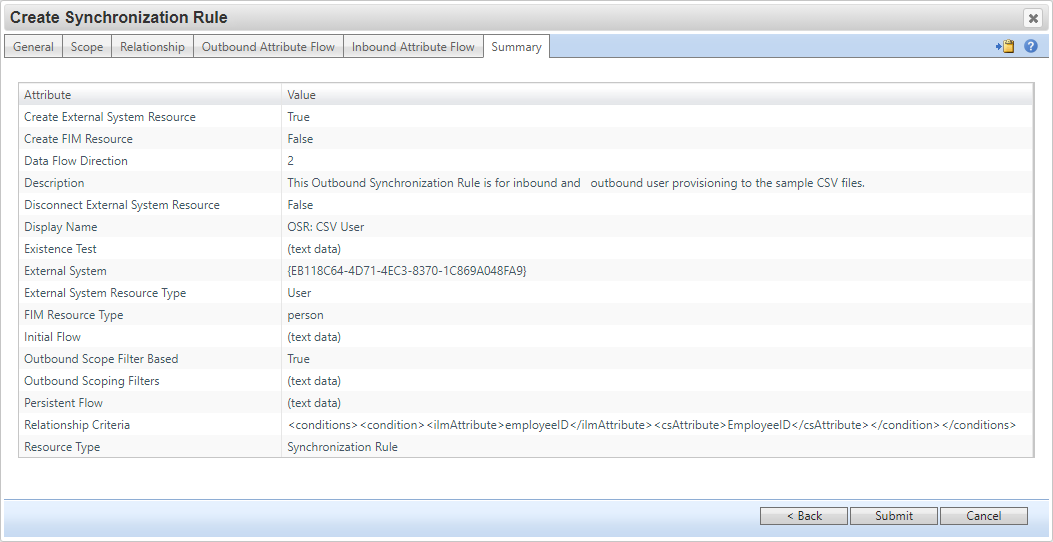 Create Synchronization Rule
General Scope Relationship Outbound Attribute Flow Inbound Attribute Flow Summary
Attribute Value
Create External System Resource True
Create FIM Resource False
Data Flow Direction 2
Description This Outbound Synchronization Rule is for inbound and outbound user provisioning to the sample CSV files.
Disconnect External System Resource False
Display Name OSR: CSV User
Existence Test (text data)
External System {EB118C64-4D71-4EC3-8370-1C869A048FA9}
External System Resource Type User
FIM Resource Type person
Initial Flow (text data)
Outbound Scope Filter Based True
Outbound Scoping Filters (text data)
Persistent Flow (text data)
Relationship Criteria <conditions><condition><ilmAttribute>employeeID</ilmAttribute><csAttribute>EmployeeID</csAttribute></condition></conditions>
Resource Type Synchronization Rule
< Back Submit Cancel